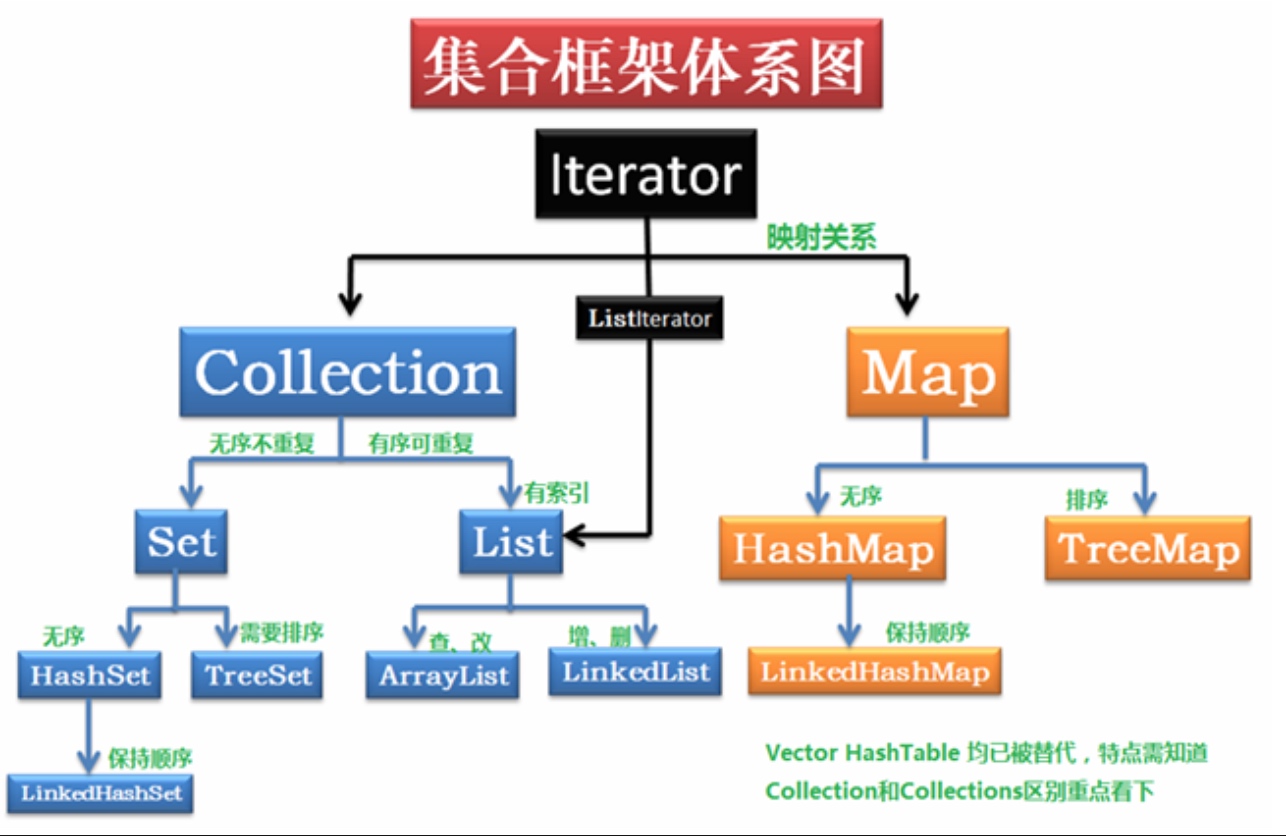 集合框架体系图
Iterator
映射关系
ListIterator
Collection
Map
无序不重复
有序可重复
有索引
无序
排序
Set
List
HashMap
TreeMap
无序
需要排序
查、改
增、删
保持顺序
HashSet
TreeSet
ArrayList
LinkedList
LinkedHashMap
保持顺序
LinkedHashSet
Vector HashTable 均已被替代，特点需知道
Collection和Collections区别重点看下